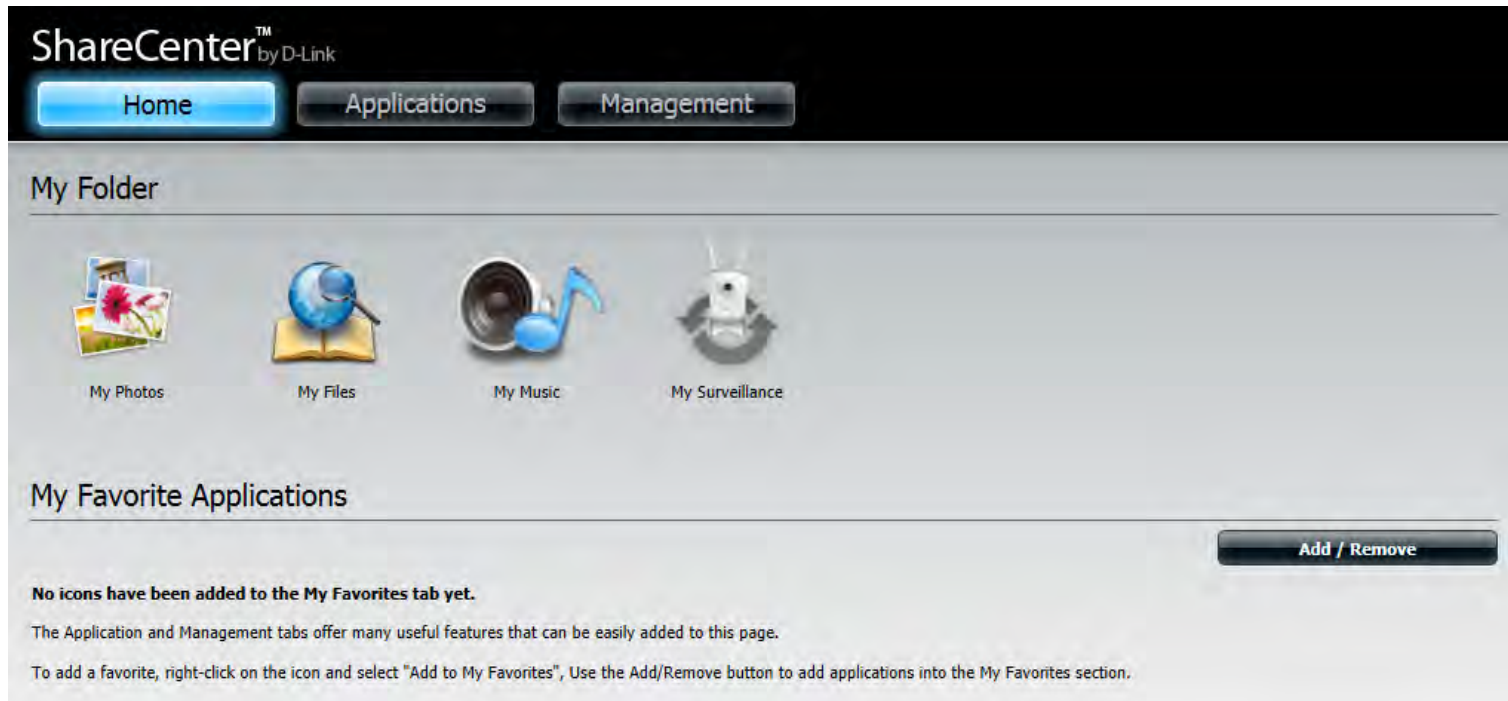 ShareCenter™ by D-Link
Home Applications Management
My Folder
My Photos My Files My Music My Surveillance
My Favorite Applications
Add / Remove
No icons have been added to the My Favorites tab yet.
The Application and Management tabs offer many useful features that can be easily added to this page.
To add a favorite, right-click on the icon and select "Add to My Favorites", Use the Add/Remove button to add applications into the My Favorites section.